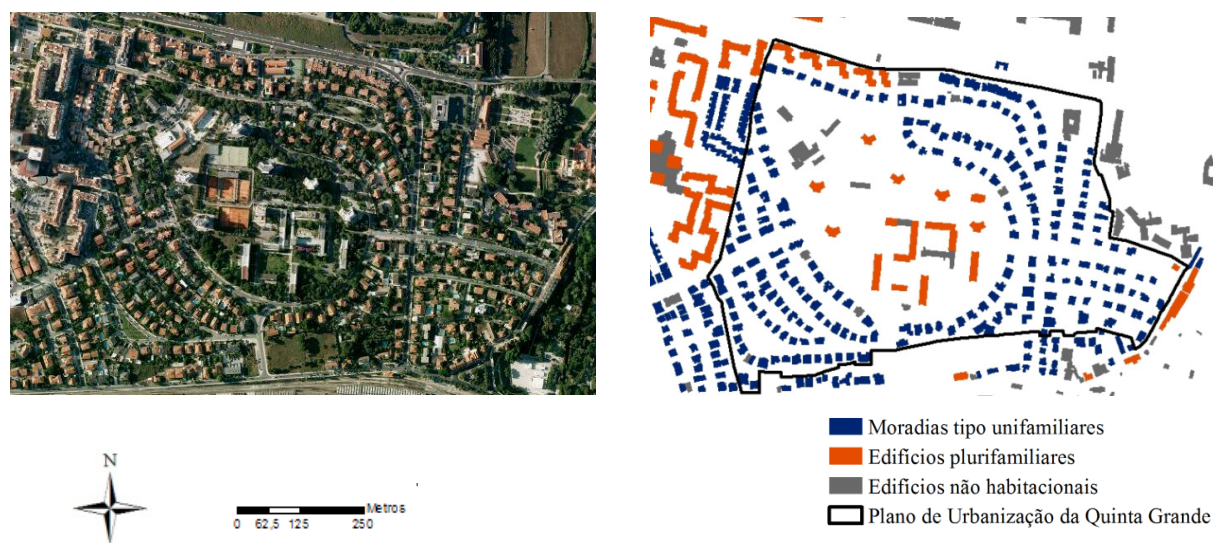 Moradias tipo unifamiliares
Edifícios plurifamiliares
Edifícios não habitacionais
Plano de Urbanização da Quinta Grande
N
Metros
0 62,5 125 250